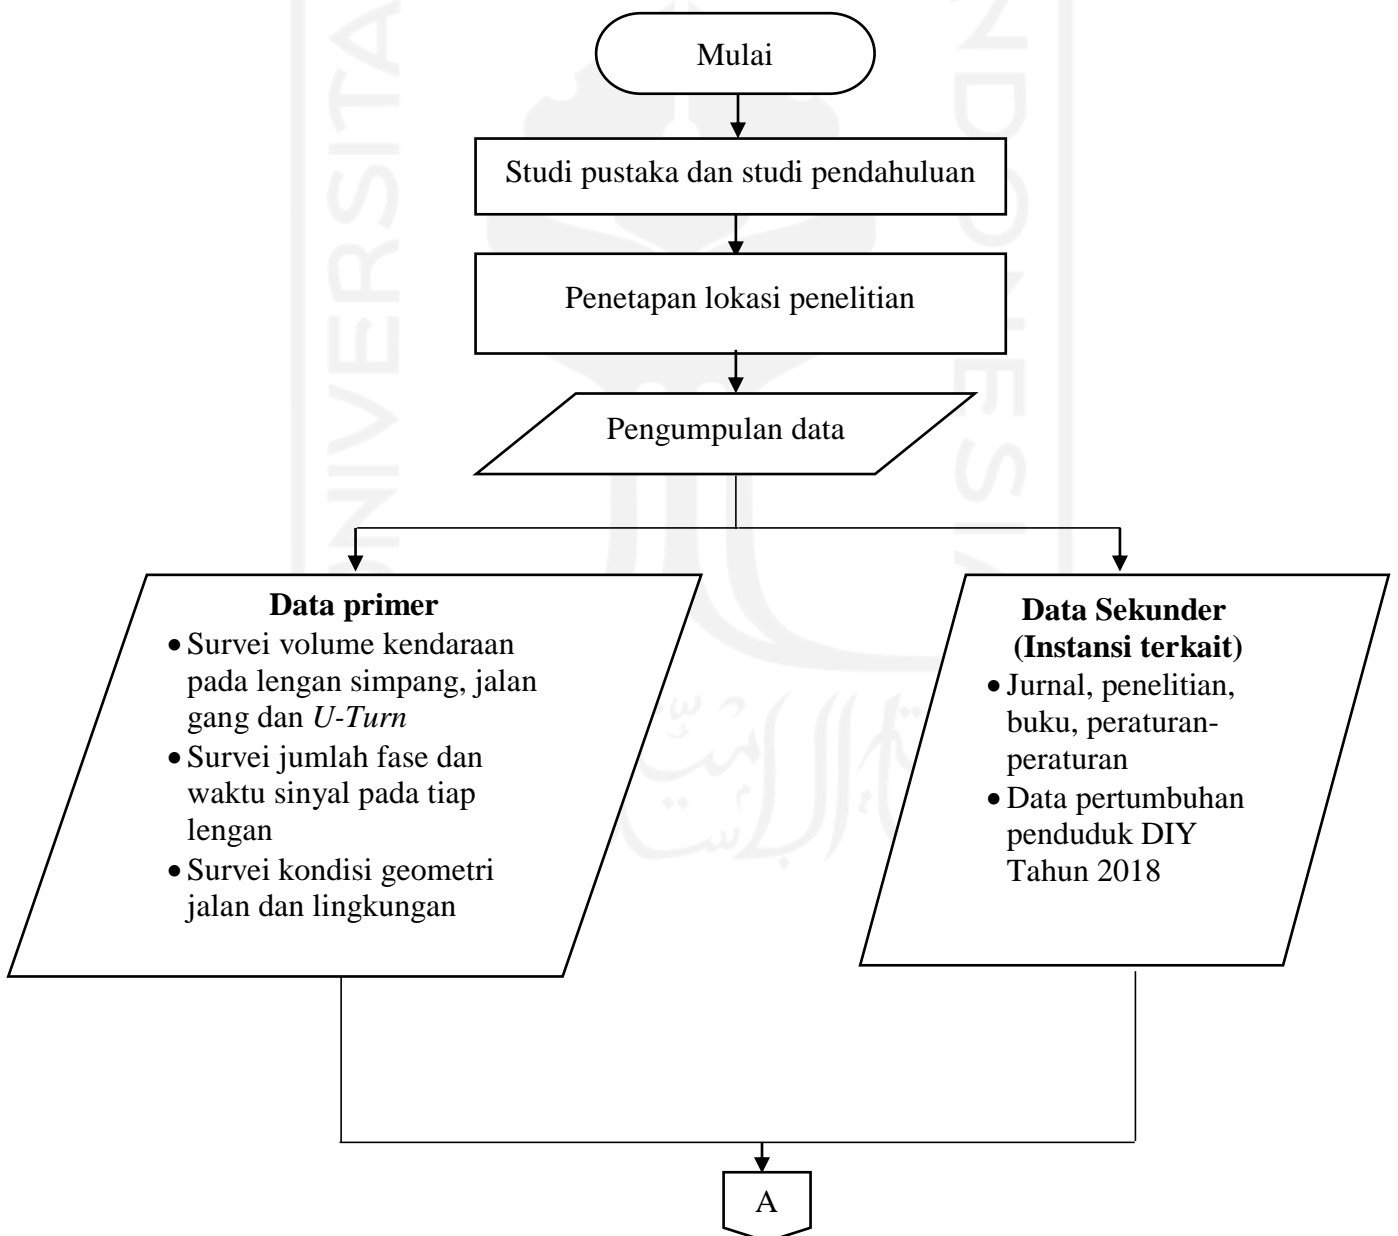 Mulai
Studi pustaka dan studi pendahuluan
Penetapan lokasi penelitian
Pengumpulan data
Data primer
• Survei volume kendaraan
pada lengan simpang, jalan
gang dan U-Turn
• Survei jumlah fase dan
waktu sinyal pada tiap
lengan
• Survei kondisi geometri
jalan dan lingkungan
Data Sekunder
(Instansi terkait)
• Jurnal, penelitian,
buku, peraturan-
peraturan
• Data pertumbuhan
penduduk DIY
Tahun 2018
A